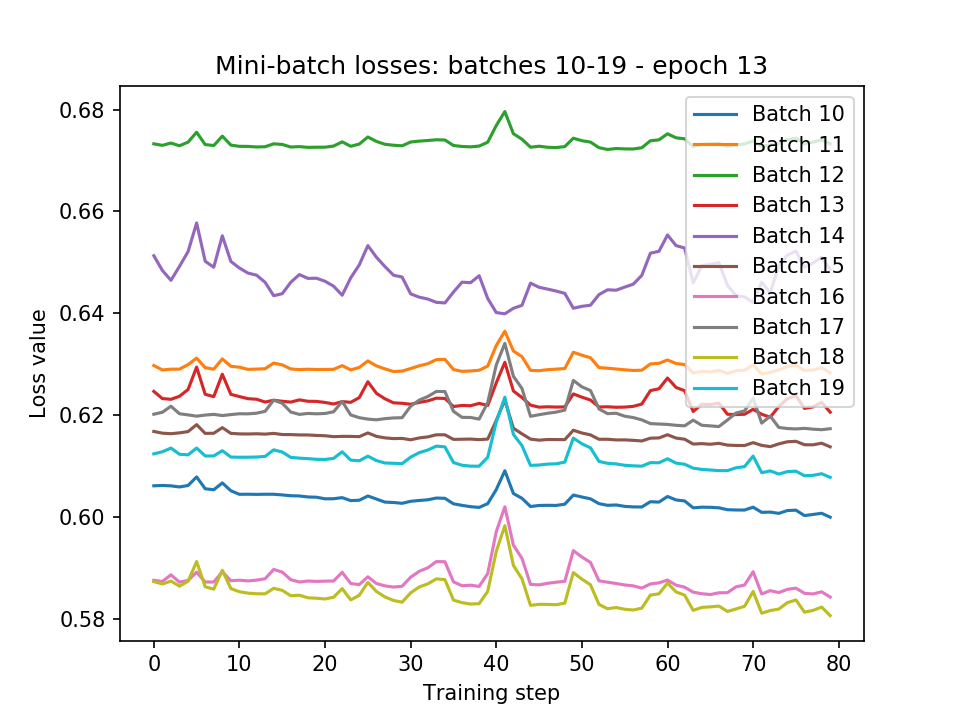 Mini-batch losses: batches 10-19 - epoch 13
Loss value
0.68
0.66
0.64
0.62
0.60
0.58
Batch 10
Batch 11
Batch 12
Batch 13
Batch 14
Batch 15
Batch 16
Batch 17
Batch 18
Batch 19
0 10 20 30 40 50 60 70 80
Training step